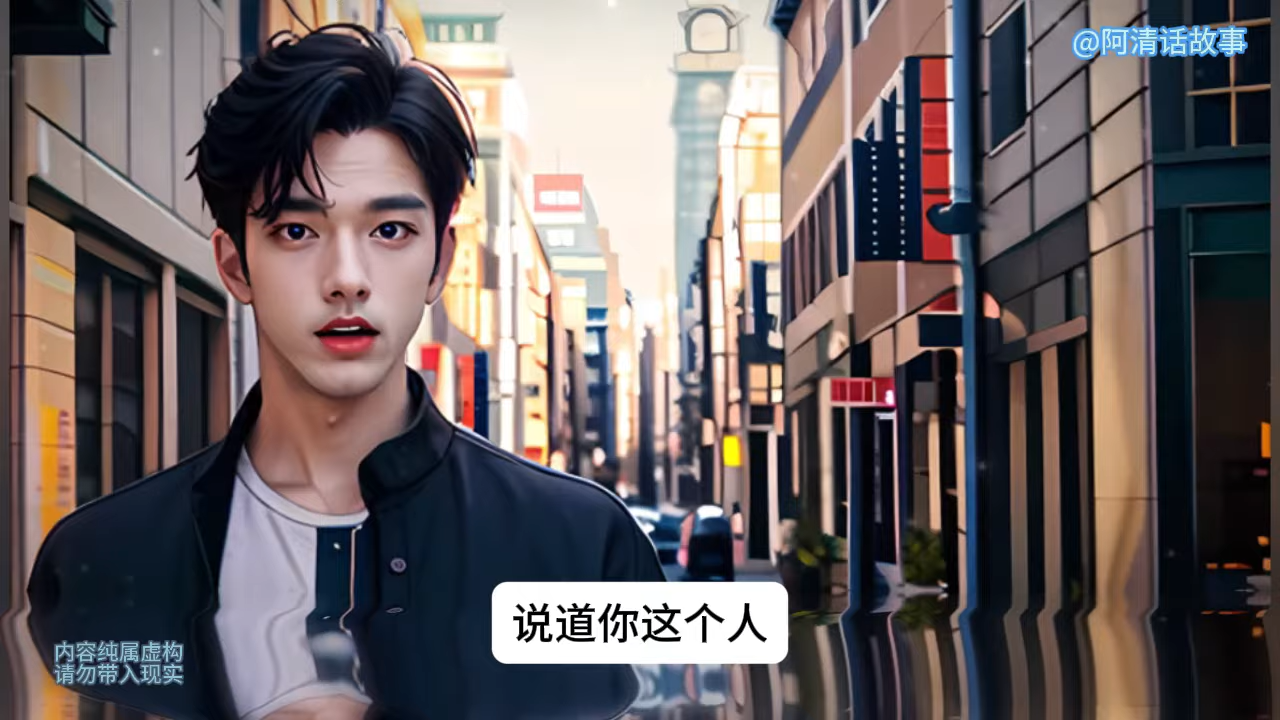 @阿清话故事
说道你这个人
内容纯属虚构
请勿带入现实